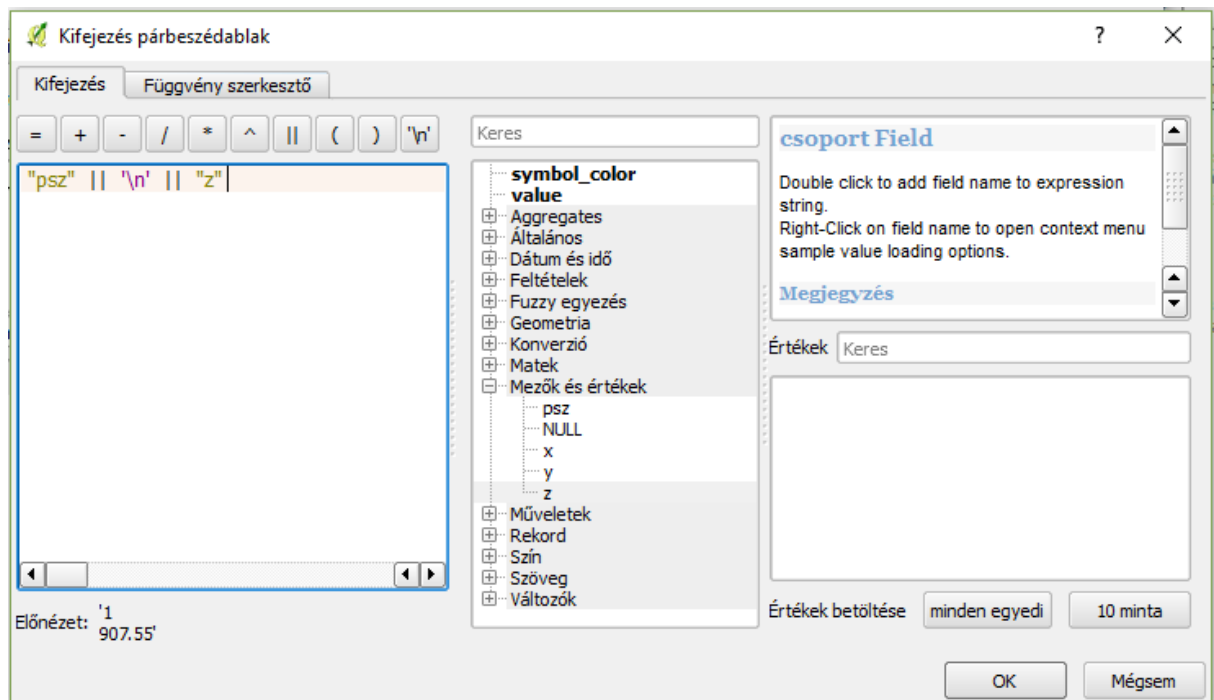 Kifejezés párbeszédablak ? X
Kifejezés Függvény szerkesztő
= + - / * ^ || ( ) '\n'
"psz" || '\n' || "z"
Előnézet: '1
907.55'
Keres
symbol_color
value
Aggregates
Általános
Dátum és idő
Feltételek
Fuzzy egyezés
Geometria
Konverzió
Matek
Mezők és értékek
psz
NULL
x
y
z
Műveletek
Rekord
Szín
Szöveg
Változók
csoport Field
Double click to add field name to expression
string.
Right-Click on field name to open context menu
sample value loading options.
Megjegyzés
Értékek Keres
Értékek betöltése minden egyedi 10 minta
OK Mégsem